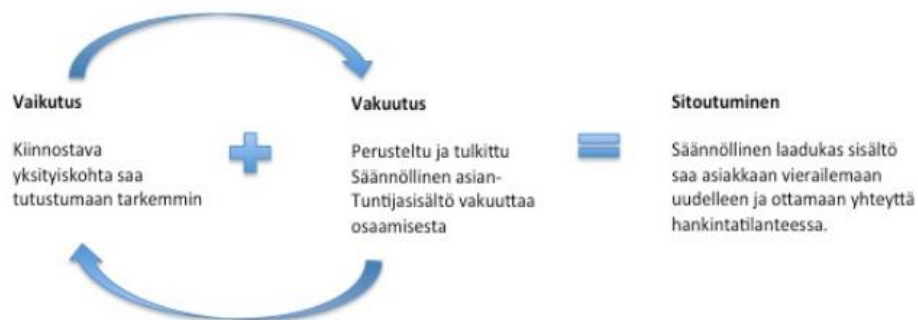 Vaikutus
Kiinnostava
yksityiskohta saa
tutustumaan tarkemmin
Vakuutus
Perusteltu ja tulkittu
Säännöllinen asian-
Tuntijasisältö vakuuttaa
osaamisesta
Sitoutuminen
Säännöllinen laadukas sisältö
saa asiakkaan vierailemaan
uudelleen ja ottamaan yhteyttä
hankintatilanteessa.